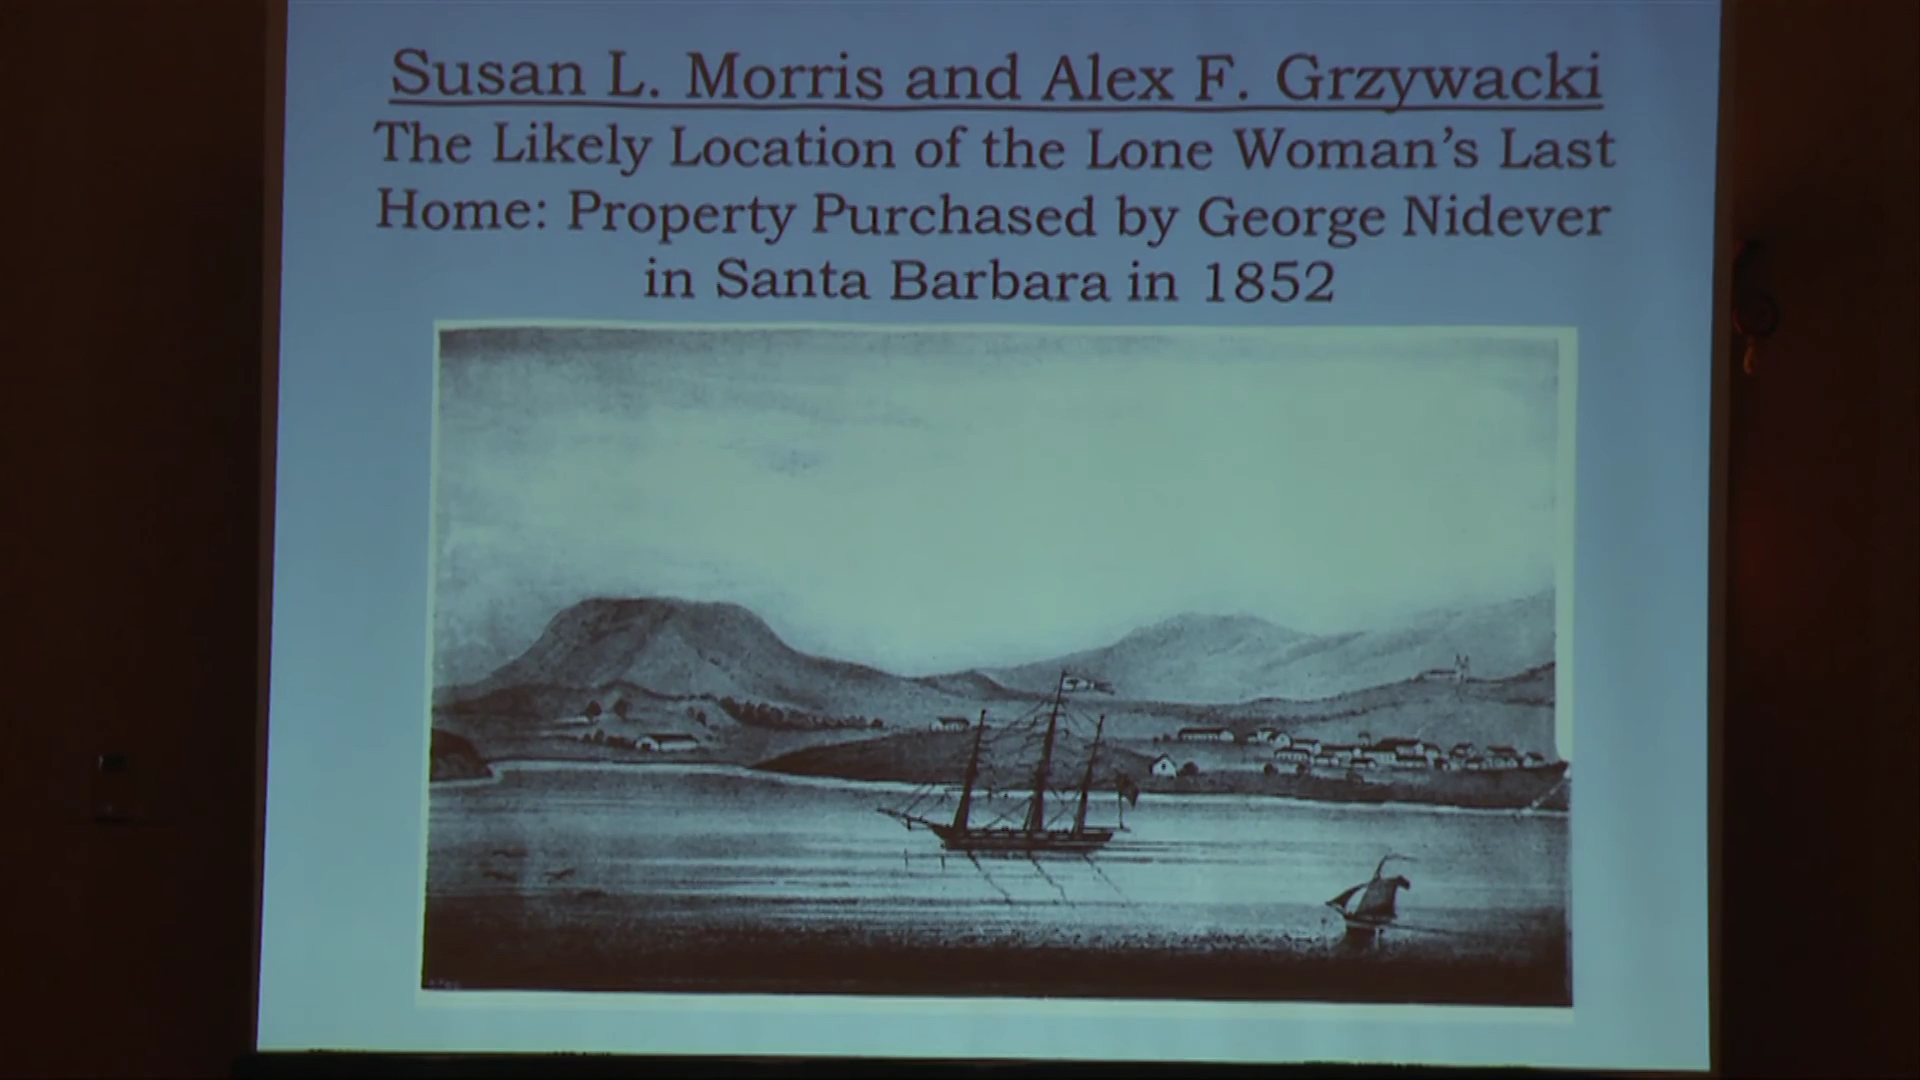 Susan L. Morris and Alex F. Grzywacki
The Likely Location of the Lone Woman's Last
Home: Property Purchased by George Nidever
in Santa Barbara in 1852